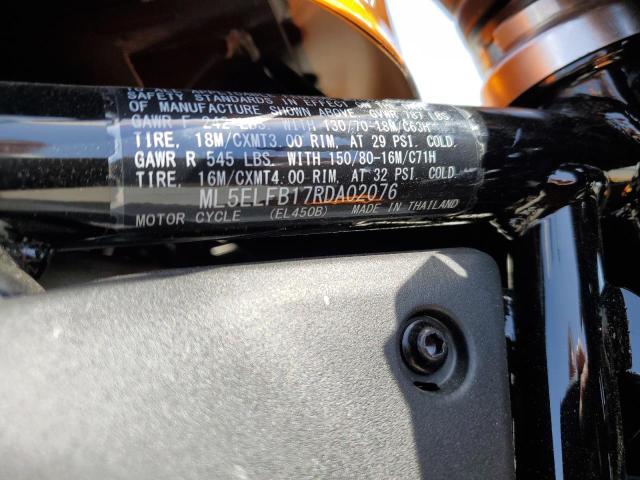 SAFETY STANDARDS IN EFFECT ON
OF MANUFACTURE SHOWN ABOVE. GVWR 787 LBS
GAWR F 242 LBS. WITH 130/70-18M/C63H
TIRE, 18M/CXMT3.00 RIM. AT 29 PSI. COLD.
GAWR R 545 LBS. WITH 150/80-16M/C71H
TIRE, 16M/CXMT4.00 RIM. AT 32 PSI. COLD.
ML5ELFB17RDA02076
MOTOR CYCLE (EL450B) MADE IN THAILAND